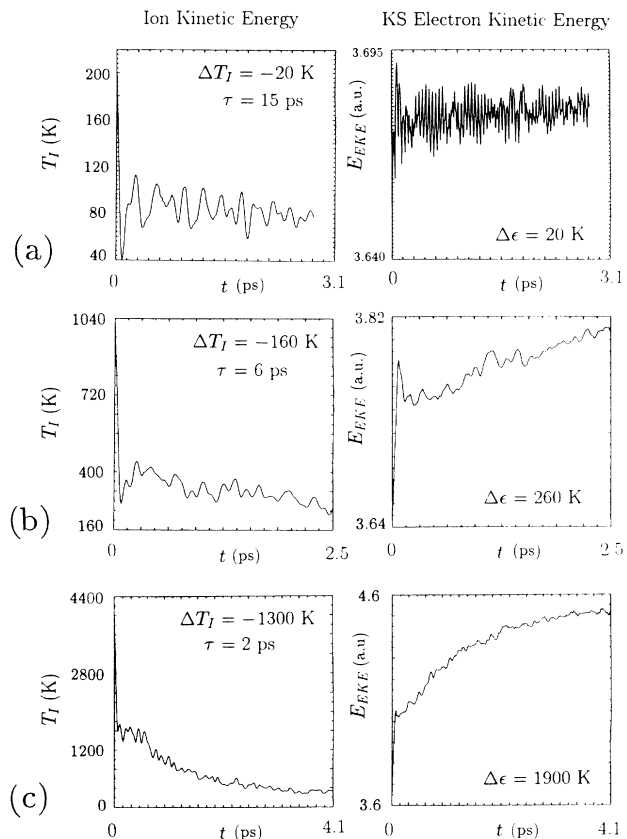 Ion Kinetic Energy
KS Electron Kinetic Energy
(a)
T_I (K)
220
160
120
80
40
ΔT_I = −20 K
τ = 15 ps
0
t (ps)
3.1
E_EKE (a.u.)
3.695
3.640
Δϵ = 20 K
0
t (ps)
3.1
(b)
T_I (K)
1040
720
400
160
ΔT_I = −160 K
τ = 6 ps
0
t (ps)
2.5
E_EKE (a.u.)
3.82
3.64
Δϵ = 260 K
0
t (ps)
2.5
(c)
T_I (K)
4400
2800
1200
0
ΔT_I = −1300 K
τ = 2 ps
0
t (ps)
4.1
E_EKE (a.u)
4.6
3.6
Δϵ = 1900 K
0
t (ps)
4.1